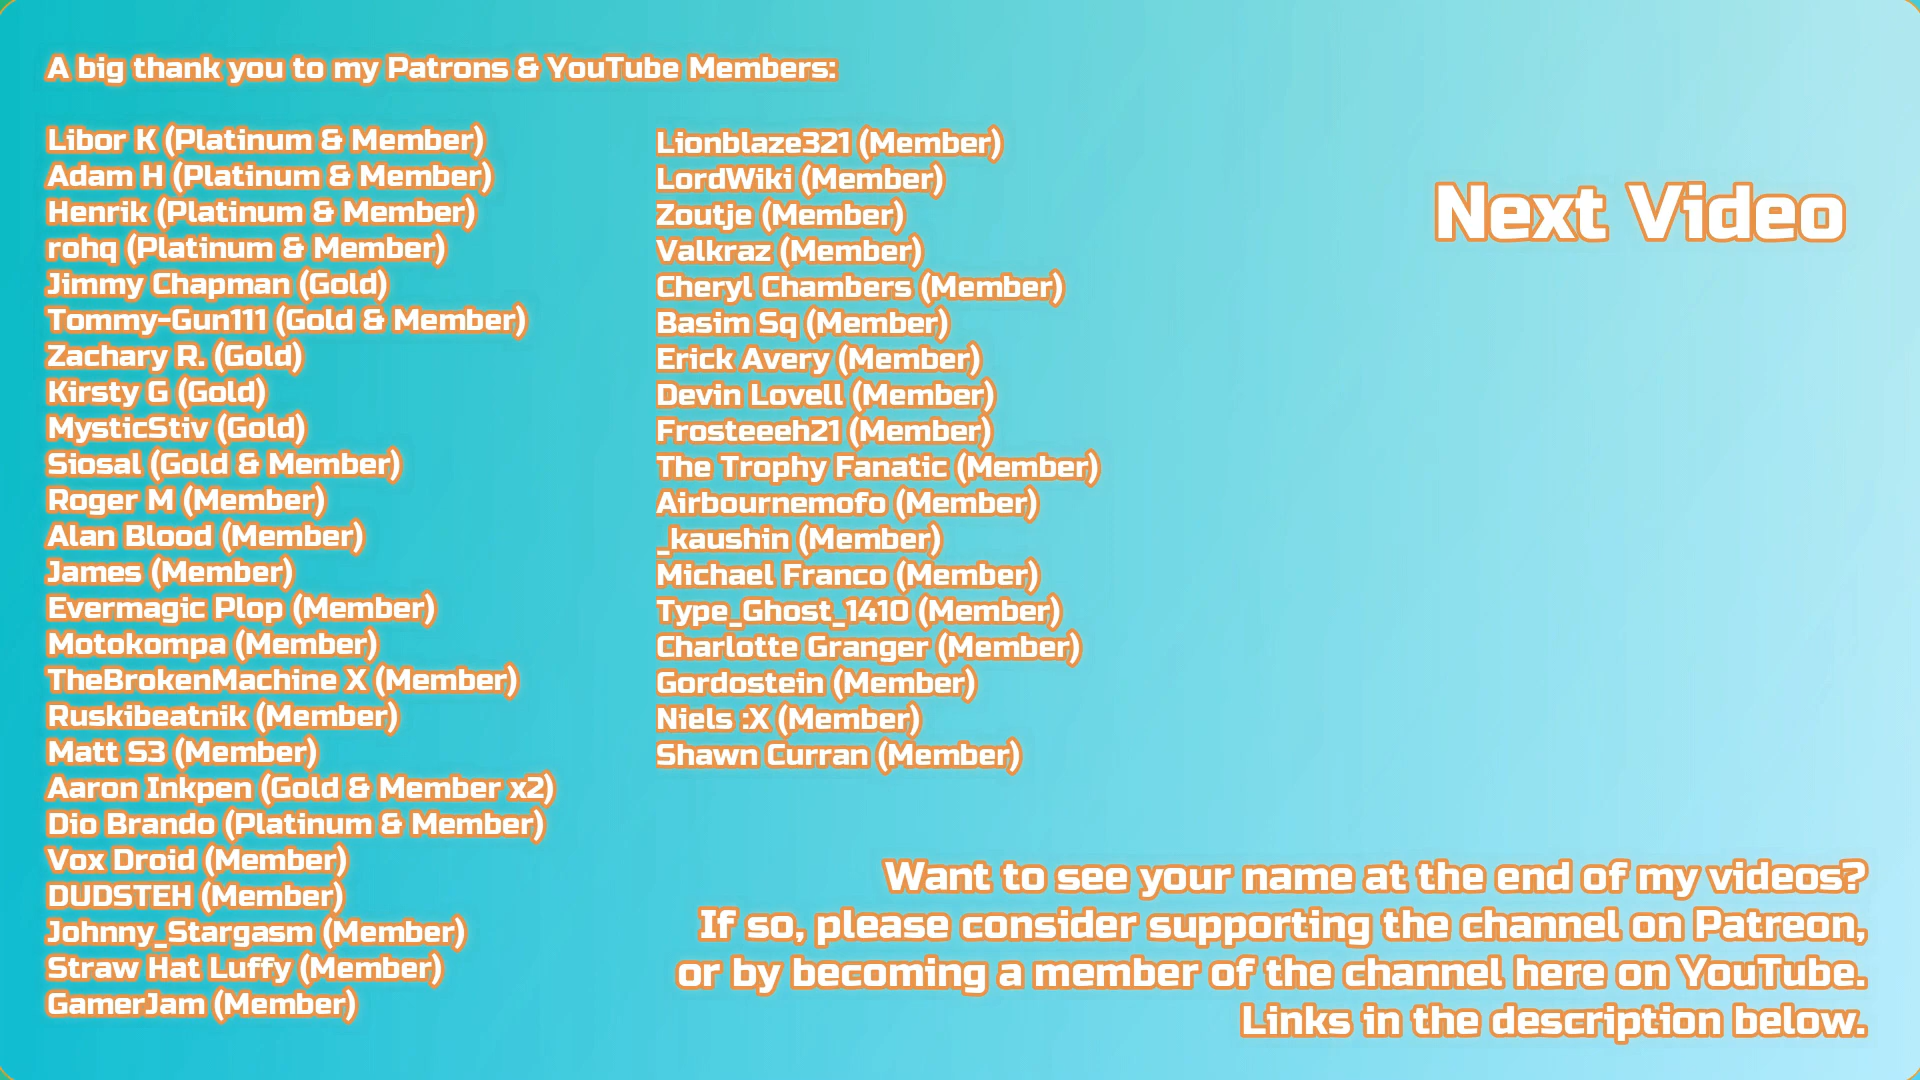 A big thank you to my Patrons & YouTube Members:
Libor K (Platinum & Member)
Adam H (Platinum & Member)
Henrik (Platinum & Member)
rohq (Platinum & Member)
Jimmy Chapman (Gold)
Tommy-Gun111 (Gold & Member)
Zachary R. (Gold)
Kirsty G (Gold)
MysticStiv (Gold)
Siosal (Gold & Member)
Roger M (Member)
Alan Blood (Member)
James (Member)
Evermagic Plop (Member)
Motokompa (Member)
TheBrokenMachine X (Member)
Ruskibeatnik (Member)
Matt S3 (Member)
Aaron Inkpen (Gold & Member x2)
Dio Brando (Platinum & Member)
Vox Droid (Member)
DUDSTEH (Member)
Johnny_Stargasm (Member)
Straw Hat Luffy (Member)
GamerJam (Member)
Lionblaze321 (Member)
LordWiki (Member)
Zoutje (Member)
Valkraz (Member)
Cheryl Chambers (Member)
Basim Sq (Member)
Erick Avery (Member)
Devin Lovell (Member)
Frosteeeh21 (Member)
The Trophy Fanatic (Member)
Airbournemofo (Member)
_kaushin (Member)
Michael Franco (Member)
Type_Ghost_1410 (Member)
Charlotte Granger (Member)
Gordostein (Member)
Niels :X (Member)
Shawn Curran (Member)
Next Video
Want to see your name at the end of my videos?
If so, please consider supporting the channel on Patreon,
or by becoming a member of the channel here on YouTube.
Links in the description below.